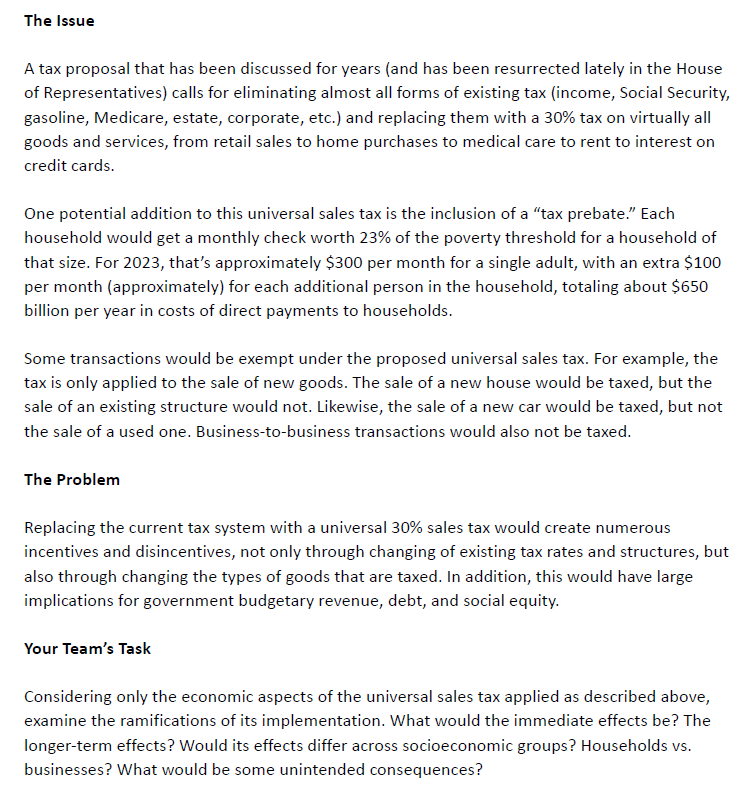 The Issue
A tax proposal that has been discussed for years (and has been resurrected lately in the House
of Representatives) calls for eliminating almost all forms of existing tax (income, Social Security,
gasoline, Medicare, estate, corporate, etc.) and replacing them with a 30% tax on virtually all
goods and services, from retail sales to home purchases to medical care to rent to interest on
credit cards.
One potential addition to this universal sales tax is the inclusion of a “tax prebate.” Each
household would get a monthly check worth 23% of the poverty threshold for a household of
that size. For 2023, that’s approximately $300 per month for a single adult, with an extra $100
per month (approximately) for each additional person in the household, totaling about $650
billion per year in costs of direct payments to households.
Some transactions would be exempt under the proposed universal sales tax. For example, the
tax is only applied to the sale of new goods. The sale of a new house would be taxed, but the
sale of an existing structure would not. Likewise, the sale of a new car would be taxed, but not
the sale of a used one. Business-to-business transactions would also not be taxed.
The Problem
Replacing the current tax system with a universal 30% sales tax would create numerous
incentives and disincentives, not only through changing of existing tax rates and structures, but
also through changing the types of goods that are taxed. In addition, this would have large
implications for government budgetary revenue, debt, and social equity.
Your Team’s Task
Considering only the economic aspects of the universal sales tax applied as described above,
examine the ramifications of its implementation. What would the immediate effects be? The
longer-term effects? Would its effects differ across socioeconomic groups? Households vs.
businesses? What would be some unintended consequences?